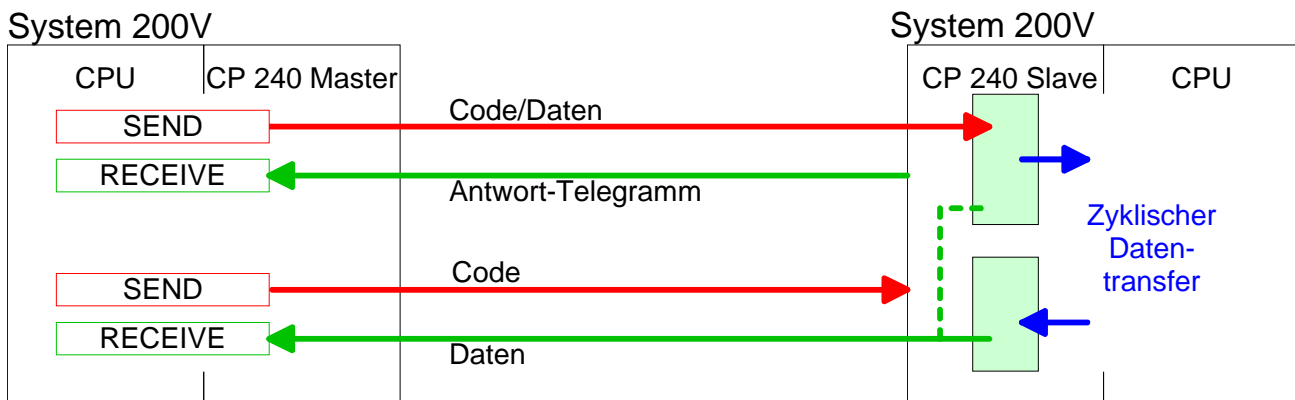 System 200V
CPU
CP 240 Master
SEND
RECEIVE
SEND
RECEIVE
Code/Daten
Antwort-Telegramm
Code
Daten
System 200V
CP 240 Slave
CPU
Zyklischer
Daten-
transfer